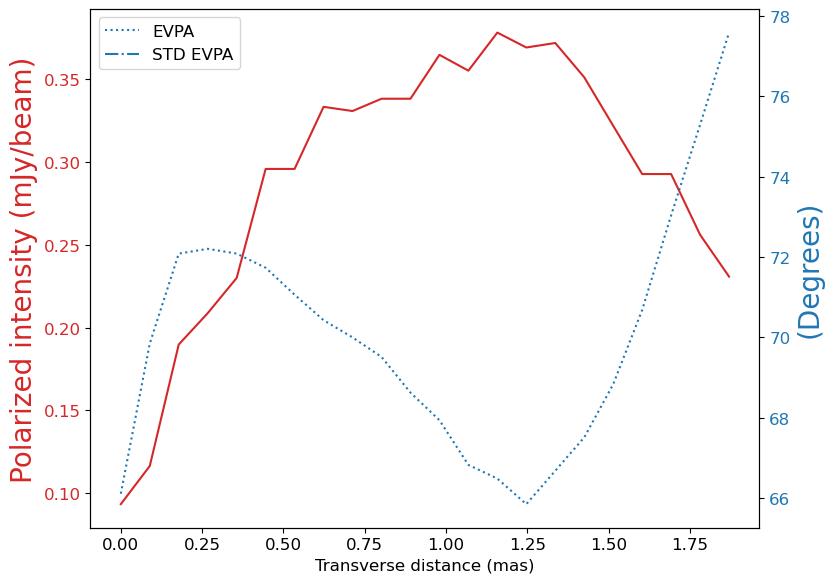 EVPA
STD EVPA
Polarized intensity (mJy/beam)
0.35
0.30
0.25
0.20
0.15
0.10
78
76
74
72
70
68
66
(Degrees)
0.00 0.25 0.50 0.75 1.00 1.25 1.50 1.75
Transverse distance (mas)